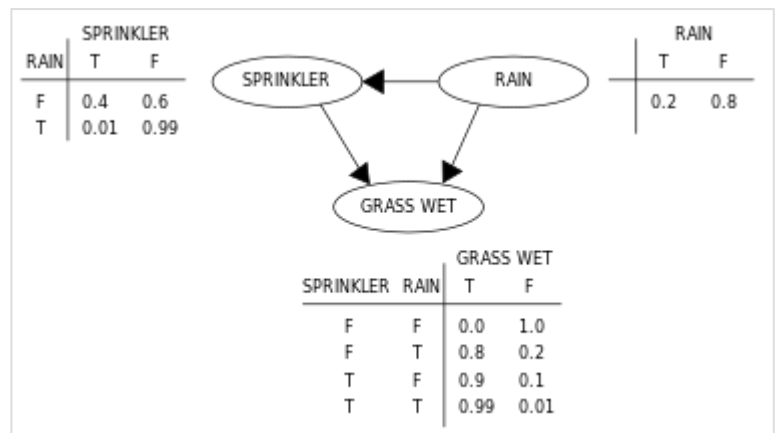 SPRINKLER
RAIN T F
F 0.4 0.6
T 0.01 0.99
SPRINKLER
RAIN
RAIN
T F
0.2 0.8
GRASS WET
GRASS WET
SPRINKLER RAIN T F
F F 0.0 1.0
F T 0.8 0.2
T F 0.9 0.1
T T 0.99 0.01